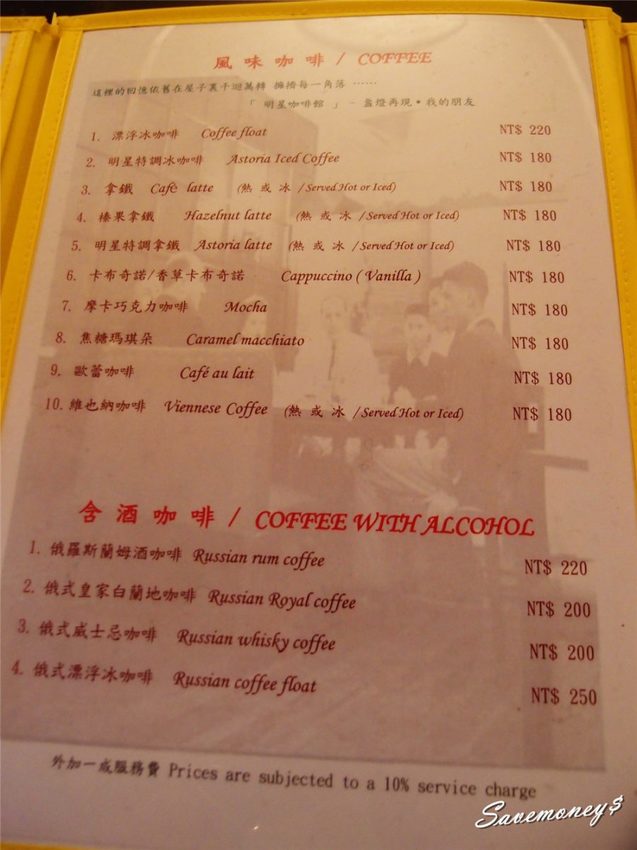 風味咖啡 / COFFEE
這裡的回憶依舊在屋子裏千迴萬轉 擁擠每一角落 ……
「 明星咖啡館 」 – 舊燈再現•我的朋友
1. 漂浮冰咖啡 Coffee float NT$ 220
2. 明星特調冰咖啡 Astoria Iced Coffee NT$ 180
3. 拿鐵 Café latte (熱 或 冰 / Served Hot or Iced) NT$ 180
4. 榛果拿鐵 Hazelnut latte (熱 或 冰 / Served Hot or Iced) NT$ 180
5. 明星特調拿鐵 Astoria latte (熱 或 冰 / Served Hot or Iced) NT$ 180
6. 卡布奇諾/香草卡布奇諾 Cappuccino ( Vanilla ) NT$ 180
7. 摩卡巧克力咖啡 Mocha NT$ 180
8. 焦糖瑪琪朵 Caramel macchiato NT$ 180
9. 歐蕾咖啡 Café au lait NT$ 180
10. 維也納咖啡 Viennese Coffee (熱 或 冰 / Served Hot or Iced) NT$ 180
含酒咖啡 / COFFEE WITH ALCOHOL
1. 俄羅斯蘭姆酒咖啡 Russian rum coffee NT$ 220
2. 俄式皇家白蘭地咖啡 Russian Royal coffee NT$ 200
3. 俄式威士忌咖啡 Russian whisky coffee NT$ 200
4. 俄式漂浮冰咖啡 Russian coffee float NT$ 250
外加一成服務費 Prices are subjected to a 10% service charge
Savemoney$